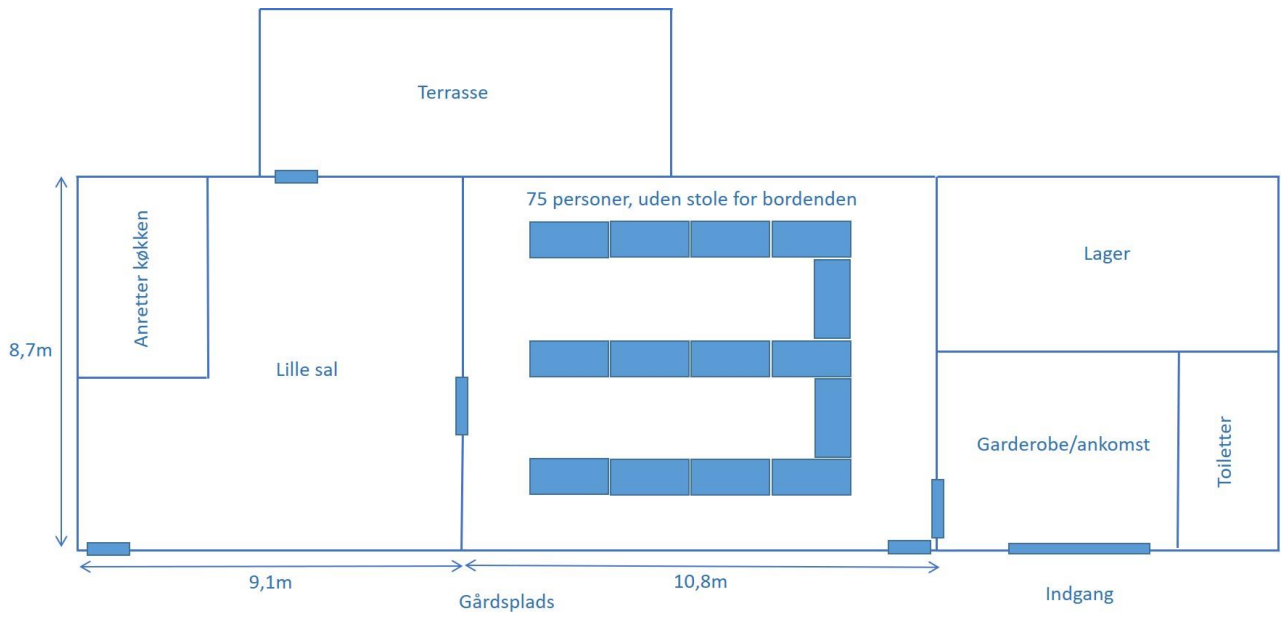 Terrasse
75 personer, uden stole for bordenden
Anretter køkken
Lager
8,7m
Lille sal
Garderobe/ankomst
Toiletter
9,1m
10,8m
Gårdsplads
Indgang